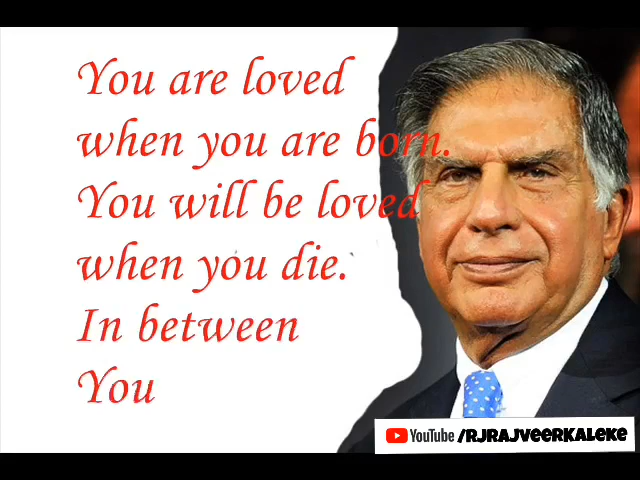 You are loved
when you are born.
You will be loved
when you die.
In between
You
YouTube /RJRAJVEERKALEKE